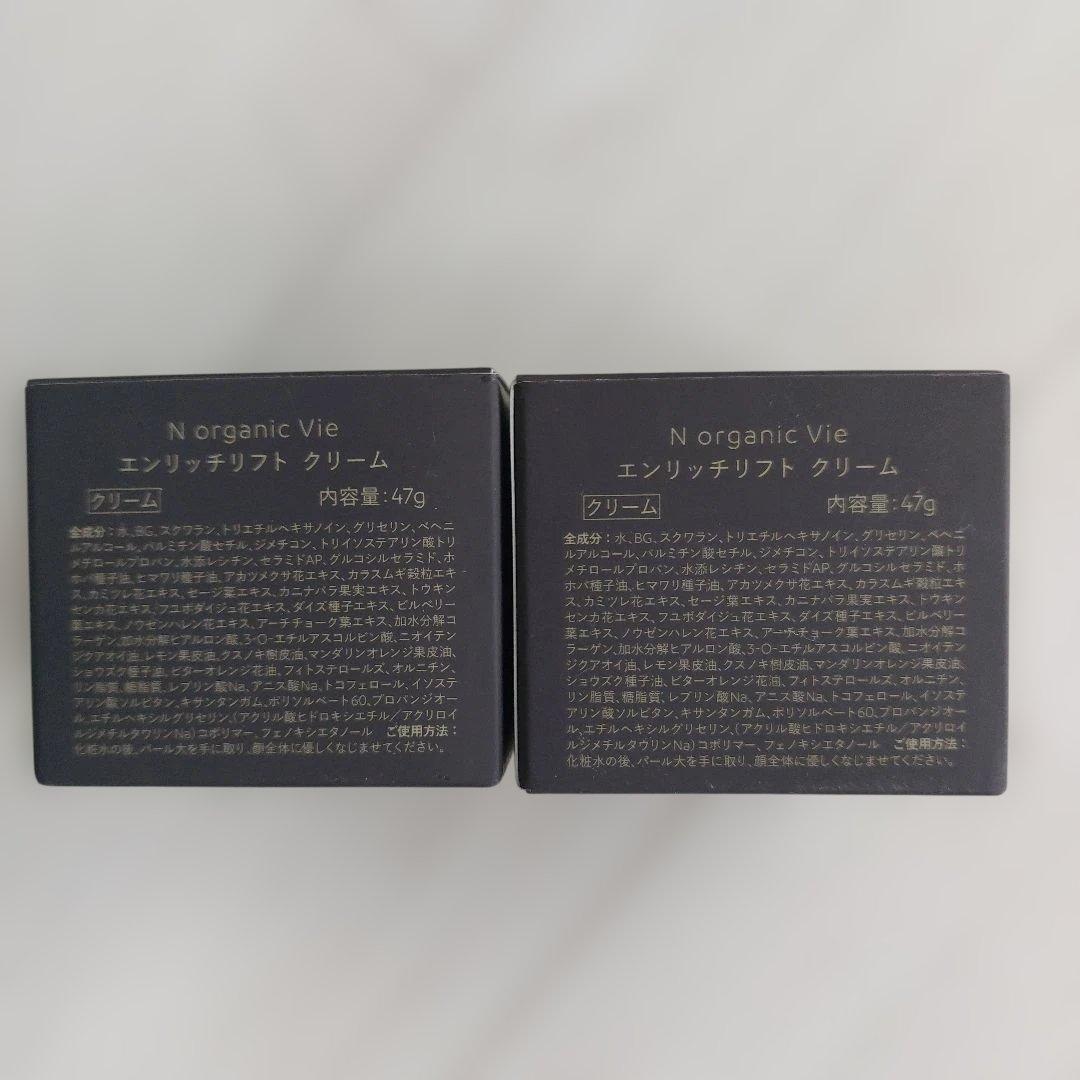 N organic Vie
エンリッチリフト クリーム
クリーム 内容量:47g
全成分:水、BG、スクワラン、トリエチルヘキサノイン、グリセリン、ベヘニ
ルアルコール、パルミチン酸セチル、ジメチコン、トリイソステアリン酸トリ
メチロールプロパン、水添レシチン、セラミドAP、グルコシルセラミド、ホ
ホバ種子油、ヒマワリ種子油、アカツメクサ花エキス、カラスムギ穀粒エキ
ス、カミツレ花エキス、セージ葉エキス、カニナバラ果実エキス、トウキン
センカ花エキス、フユボダイジュ花エキス、ダイズ種子エキス、ビルベリー
葉エキス、ノウゼンハレン花エキス、アーチチョーク葉エキス、加水分解コ
ラーゲン、加水分解ヒアルロン酸、3-O-エチルアスコルビン酸、ニオイテン
ジクアオイ油、レモン果皮油、クスノキ樹皮油、マンダリンオレンジ果皮油、
ショウズク種子油、ビターオレンジ花油、フィトステロールズ、オルニチン、
リン脂質、糖脂質、レブリン酸Na、アニス酸Na、トコフェロール、イソステ
アリン酸ソルビタン、キサンタンガム、ポリソルベート60、プロパンジオー
ル、エチルヘキシルグリセリン、(アクリル酸ヒドロキシエチル/アクリロイ
ルジメチルタウリンNa)コポリマー、フェノキシエタノール ご使用方法:
化粧水の後、パール大を手に取り、顔全体に優しくなじませてください。
N organic Vie
エンリッチリフト クリーム
クリーム 内容量:47g
全成分:水、BG、スクワラン、トリエチルヘキサノイン、グリセリン、ベヘニ
ルアルコール、パルミチン酸セチル、ジメチコン、トリイソステアリン酸トリ
メチロールプロパン、水添レシチン、セラミドAP、グルコシルセラミド、ホ
ホバ種子油、ヒマワリ種子油、アカツメクサ花エキス、カラスムギ穀粒エキ
ス、カミツレ花エキス、セージ葉エキス、カニナバラ果実エキス、トウキン
センカ花エキス、フユボダイジュ花エキス、ダイズ種子エキス、ビルベリー
葉エキス、ノウゼンハレン花エキス、アーチチョーク葉エキス、加水分解コ
ラーゲン、加水分解ヒアルロン酸、3-O-エチルアスコルビン酸、ニオイテン
ジクアオイ油、レモン果皮油、クスノキ樹皮油、マンダリンオレンジ果皮油、
ショウズク種子油、ビターオレンジ花油、フィトステロールズ、オルニチン、
リン脂質、糖脂質、レブリン酸Na、アニス酸Na、トコフェロール、イソステ
アリン酸ソルビタン、キサンタンガム、ポリソルベート60、プロパンジオー
ル、エチルヘキシルグリセリン、(アクリル酸ヒドロキシエチル/アクリロイ
ルジメチルタウリンNa)コポリマー、フェノキシエタノール ご使用方法:
化粧水の後、パール大を手に取り、顔全体に優しくなじませてください。